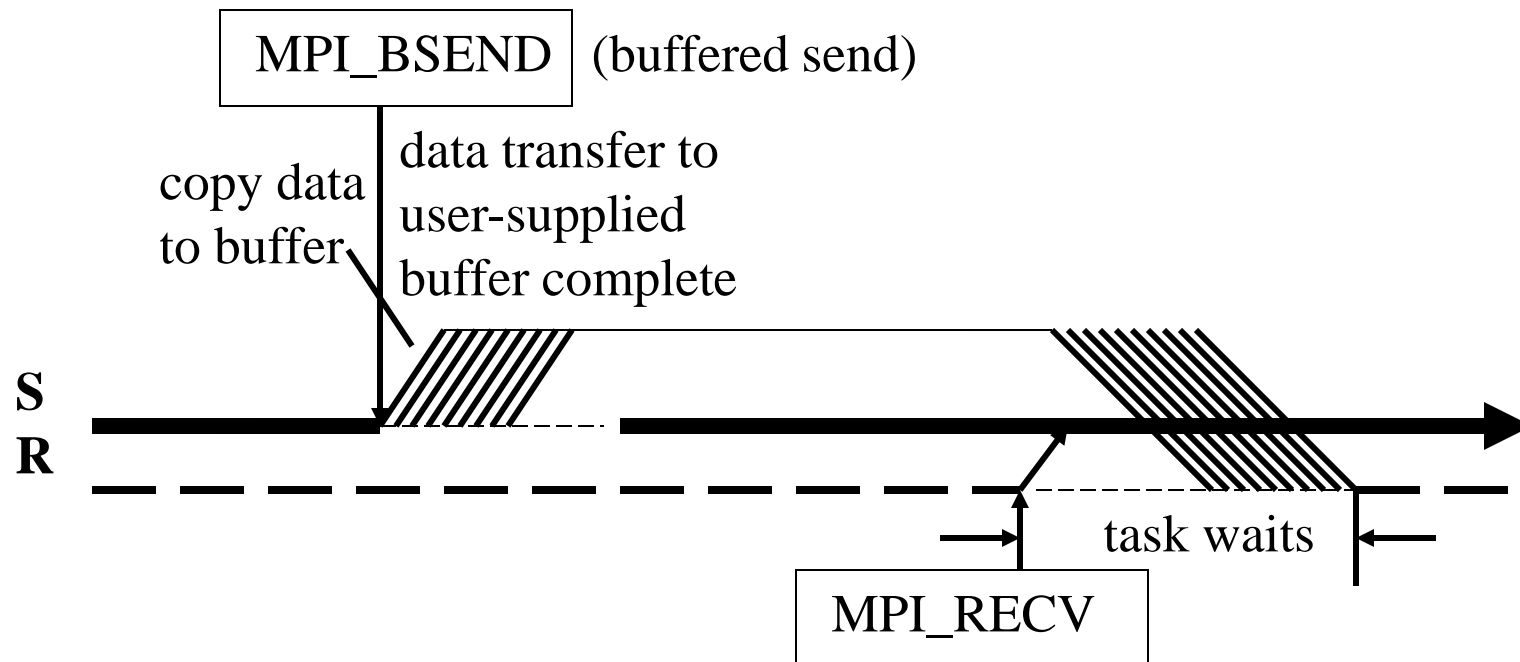 MPI_BSEND (buffered send)
data transfer to
user-supplied
buffer complete
copy data
to buffer
S
R
task waits
MPI_RECV